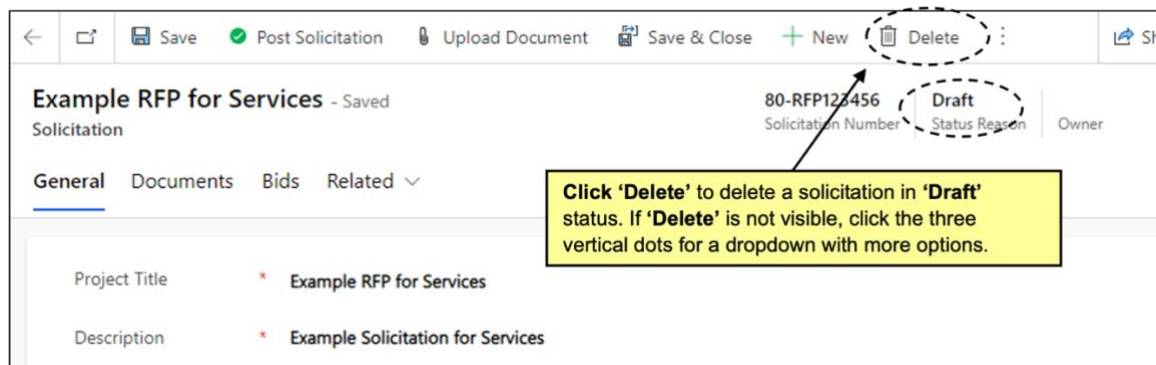 Save Post Solicitation Upload Document Save & Close + New Delete
Example RFP for Services - Saved
Solicitation
80-RFP123456
Solicitation Number
Draft
Status Reason
Owner
General Documents Bids Related
Click 'Delete' to delete a solicitation in 'Draft'
status. If 'Delete' is not visible, click the three
vertical dots for a dropdown with more options.
Project Title * Example RFP for Services
Description * Example Solicitation for Services